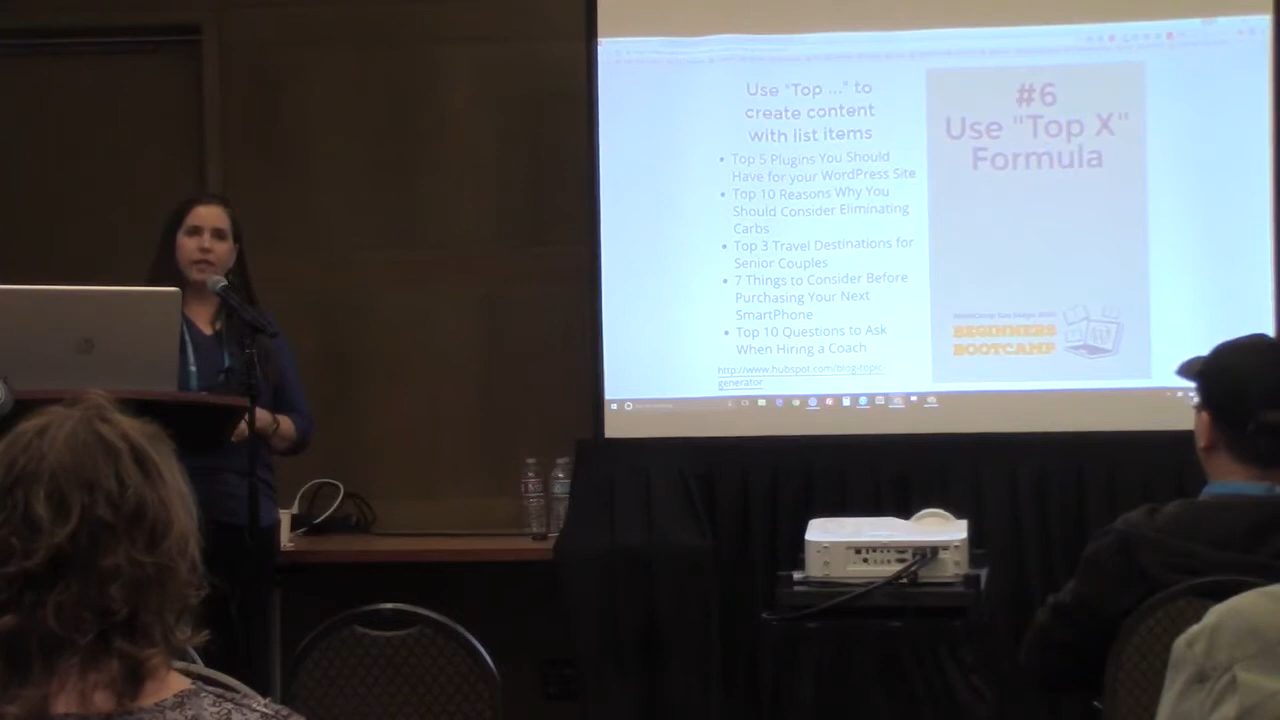 Use "Top ..." to
create content
with list items
• Top 5 Plugins You Should
Have for your WordPress Site
• Top 10 Reasons Why You
Should Consider Eliminating
Carbs
• Top 3 Travel Destinations for
Senior Couples
• 7 Things to Consider Before
Purchasing Your Next
SmartPhone
• Top 10 Questions to Ask
When Hiring a Coach
http://www.hubspot.com/blog-topic-
generator
#6
Use "Top X"
Formula
BEGINNERS
BOOTCAMP